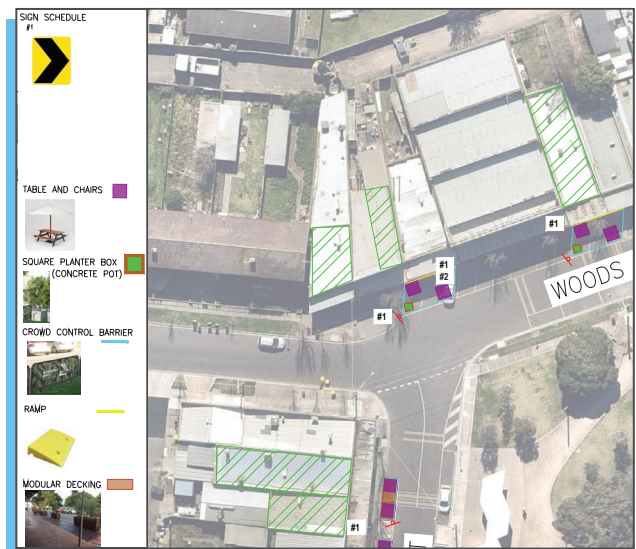 SIGN SCHEDULE
#1
TABLE AND CHAIRS
SQUARE PLANTER BOX
(CONCRETE POT)
CROWD CONTROL BARRIER
RAMP
MODULAR DECKING
#1
#1
#2
#1
WOODS
#1